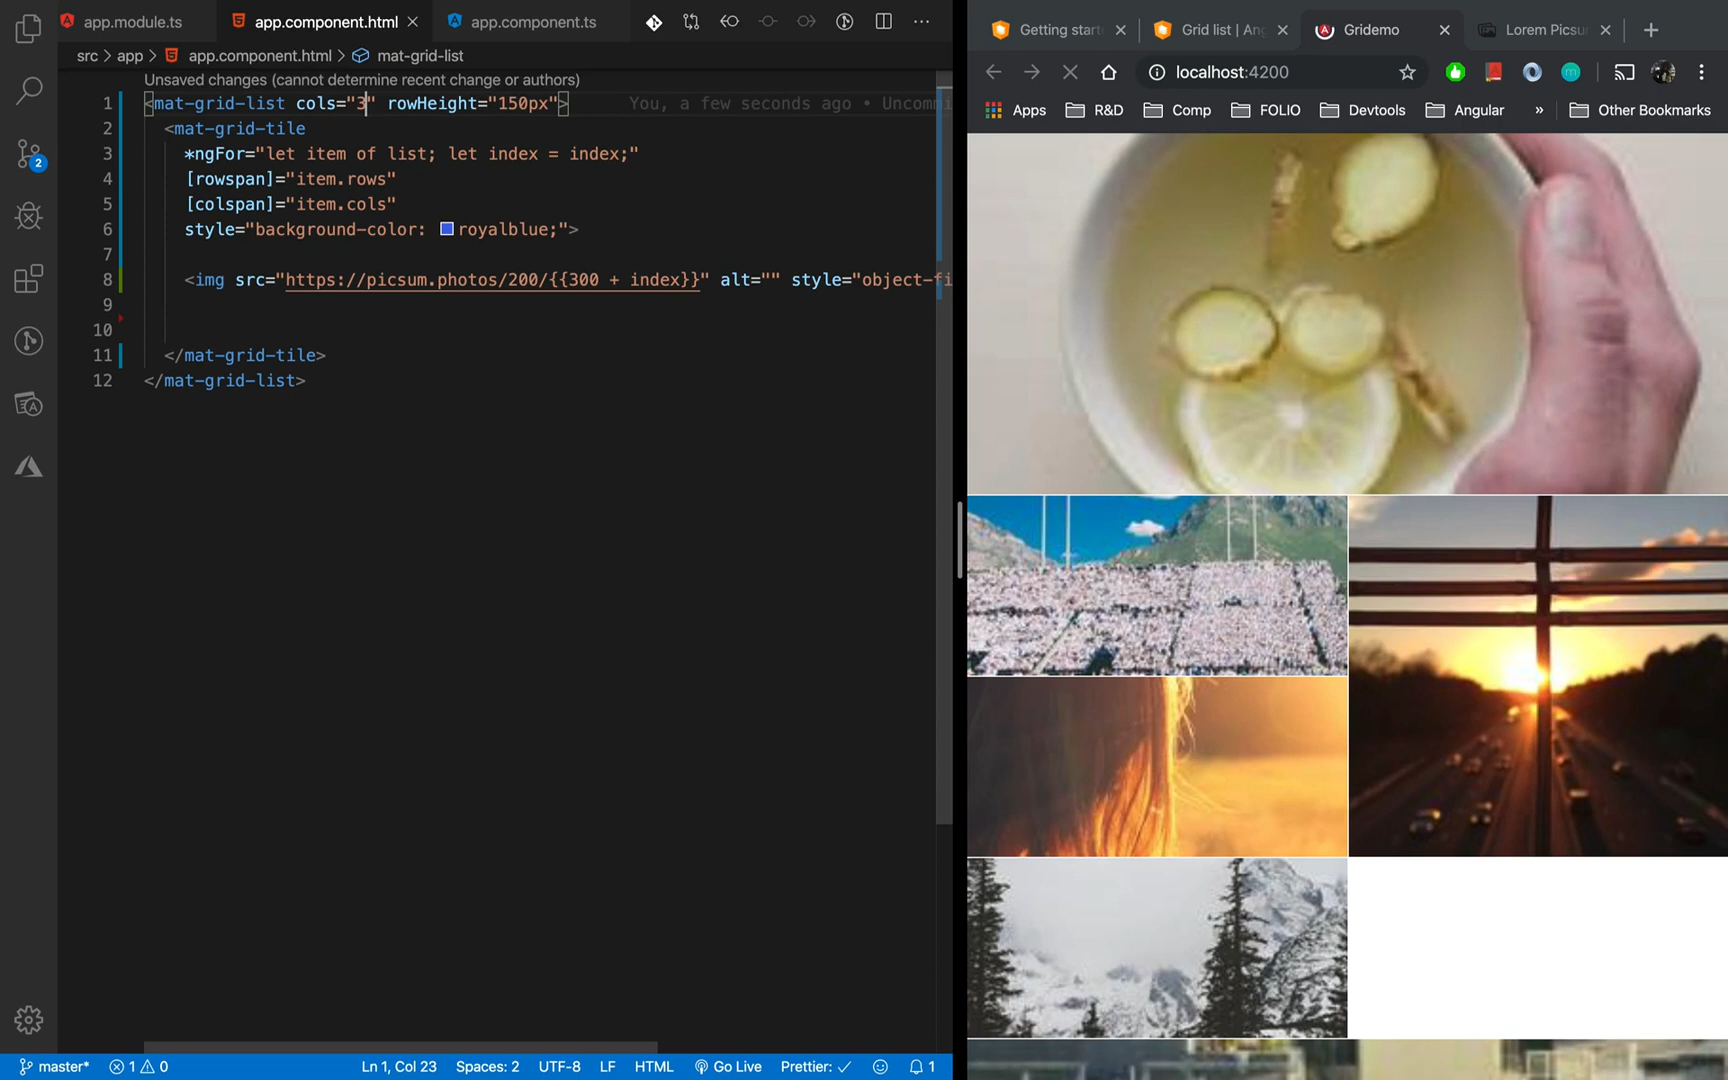 app.module.ts
app.component.html
app.component.ts
src
app
app.component.html
mat-grid-list
Unsaved changes (cannot determine recent change or authors)
1 <mat-grid-list cols="3" rowHeight="150px"> You, a few seconds ago • Uncommi
2 <mat-grid-tile
3 *ngFor="let item of list; let index = index;"
4 [rowspan]="item.rows"
5 [colspan]="item.cols"
6 style="background-color: royalblue;">
7
8 <img src="https://picsum.photos/200/{{300 + index}}" alt="" style="object-fi
9
10
11 </mat-grid-tile>
12 </mat-grid-list>
2
master*
1
0
Ln 1, Col 23
Spaces: 2
UTF-8
LF
HTML
Go Live
Prettier:
1
Getting start
Grid list | Ang
Gridemo
Lorem Picsu
localhost:4200
Apps
R&D
Comp
FOLIO
Devtools
Angular
»
Other Bookmarks